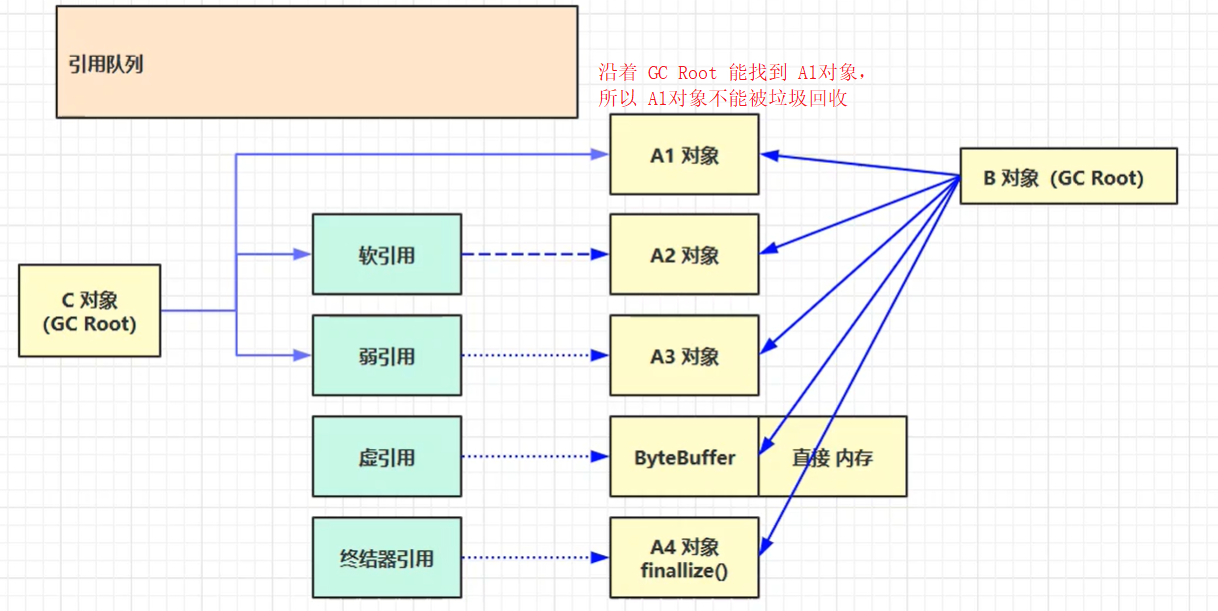 引用队列
沿着 GC Root 能找到 A1对象，
所以 A1对象不能被垃圾回收
A1 对象
B 对象 (GC Root)
软引用
A2 对象
C 对象
(GC Root)
弱引用
A3 对象
虚引用
ByteBuffer
直接 内存
终结器引用
A4 对象
finallize()